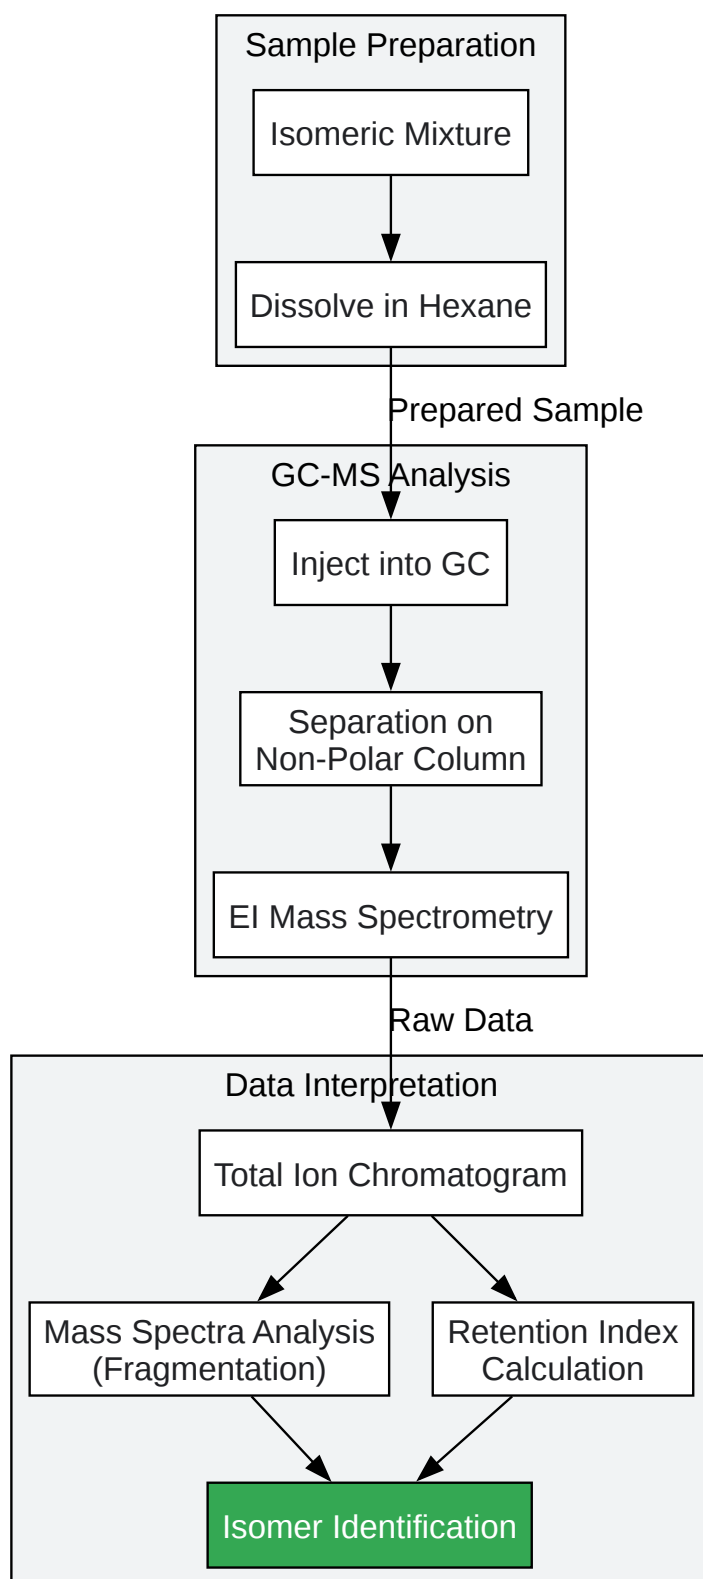 Sample Preparation
Isomeric Mixture
Dissolve in Hexane
Prepared Sample
GC-MS Analysis
Inject into GC
Separation on
Non-Polar Column
EI Mass Spectrometry
Raw Data
Data Interpretation
Total Ion Chromatogram
Mass Spectra Analysis
(Fragmentation)
Retention Index
Calculation
Isomer Identification